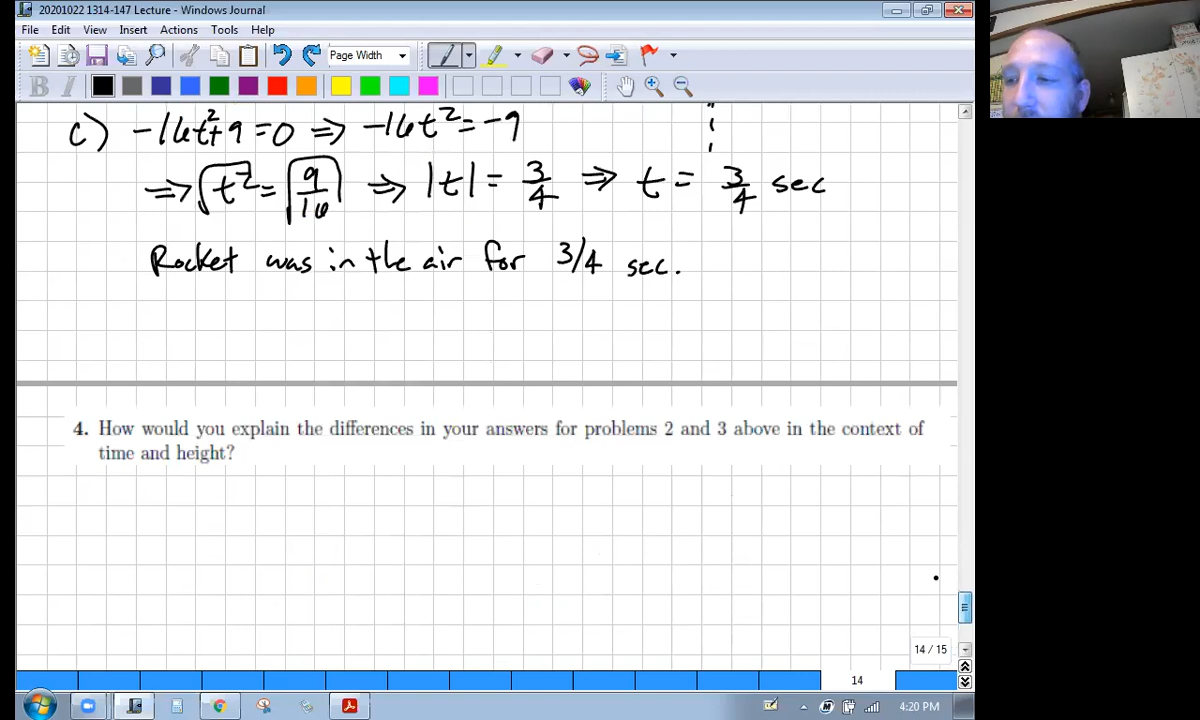 20201022 1314-147 Lecture - Windows Journal
File Edit View Insert Actions Tools Help
Page Width
B I
c) -16t²+9=0 ⇒ -16t²=-9
⇒ √t² = √9/16 ⇒ |t| = 3/4 ⇒ t = 3/4 sec
Rocket was in the air for 3/4 sec.
4. How would you explain the differences in your answers for problems 2 and 3 above in the context of
time and height?
14 / 15
14
4:20 PM